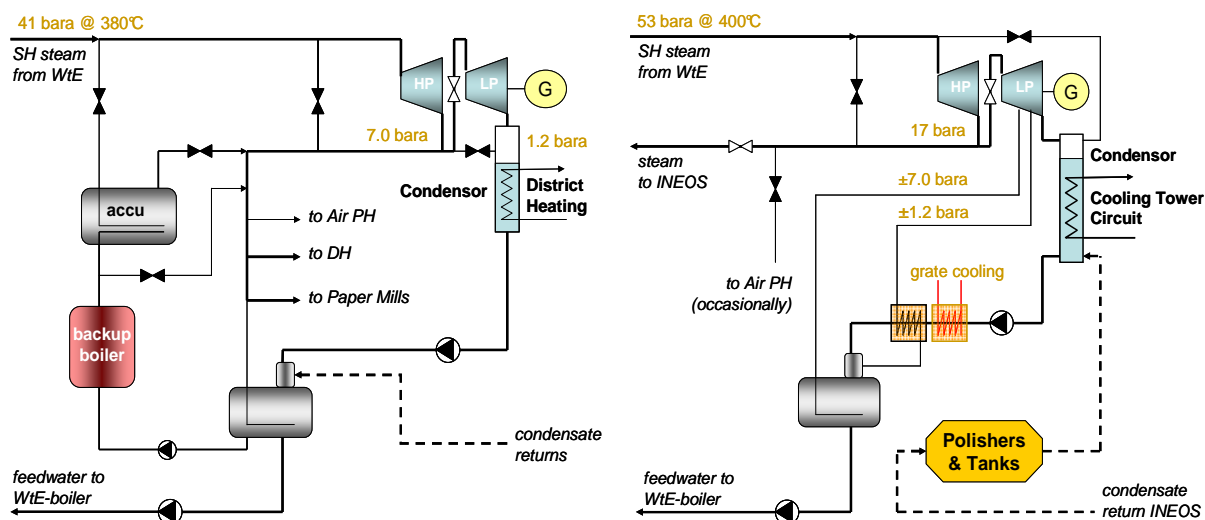 41 bara @ 380°C
SH steam
from WtE
HP
LP
G
7.0 bara
1.2 bara
Condensor
District
Heating
accu
to Air PH
to DH
to Paper Mills
backup
boiler
condensate
returns
feedwater to
WtE-boiler
53 bara @ 400°C
SH steam
from WtE
HP
LP
G
17 bara
steam
to INEOS
Condensor
±7.0 bara
Cooling Tower
Circuit
±1.2 bara
to Air PH
(occasionally)
grate cooling
Polishers
& Tanks
feedwater to
WtE-boiler
condensate
return INEOS